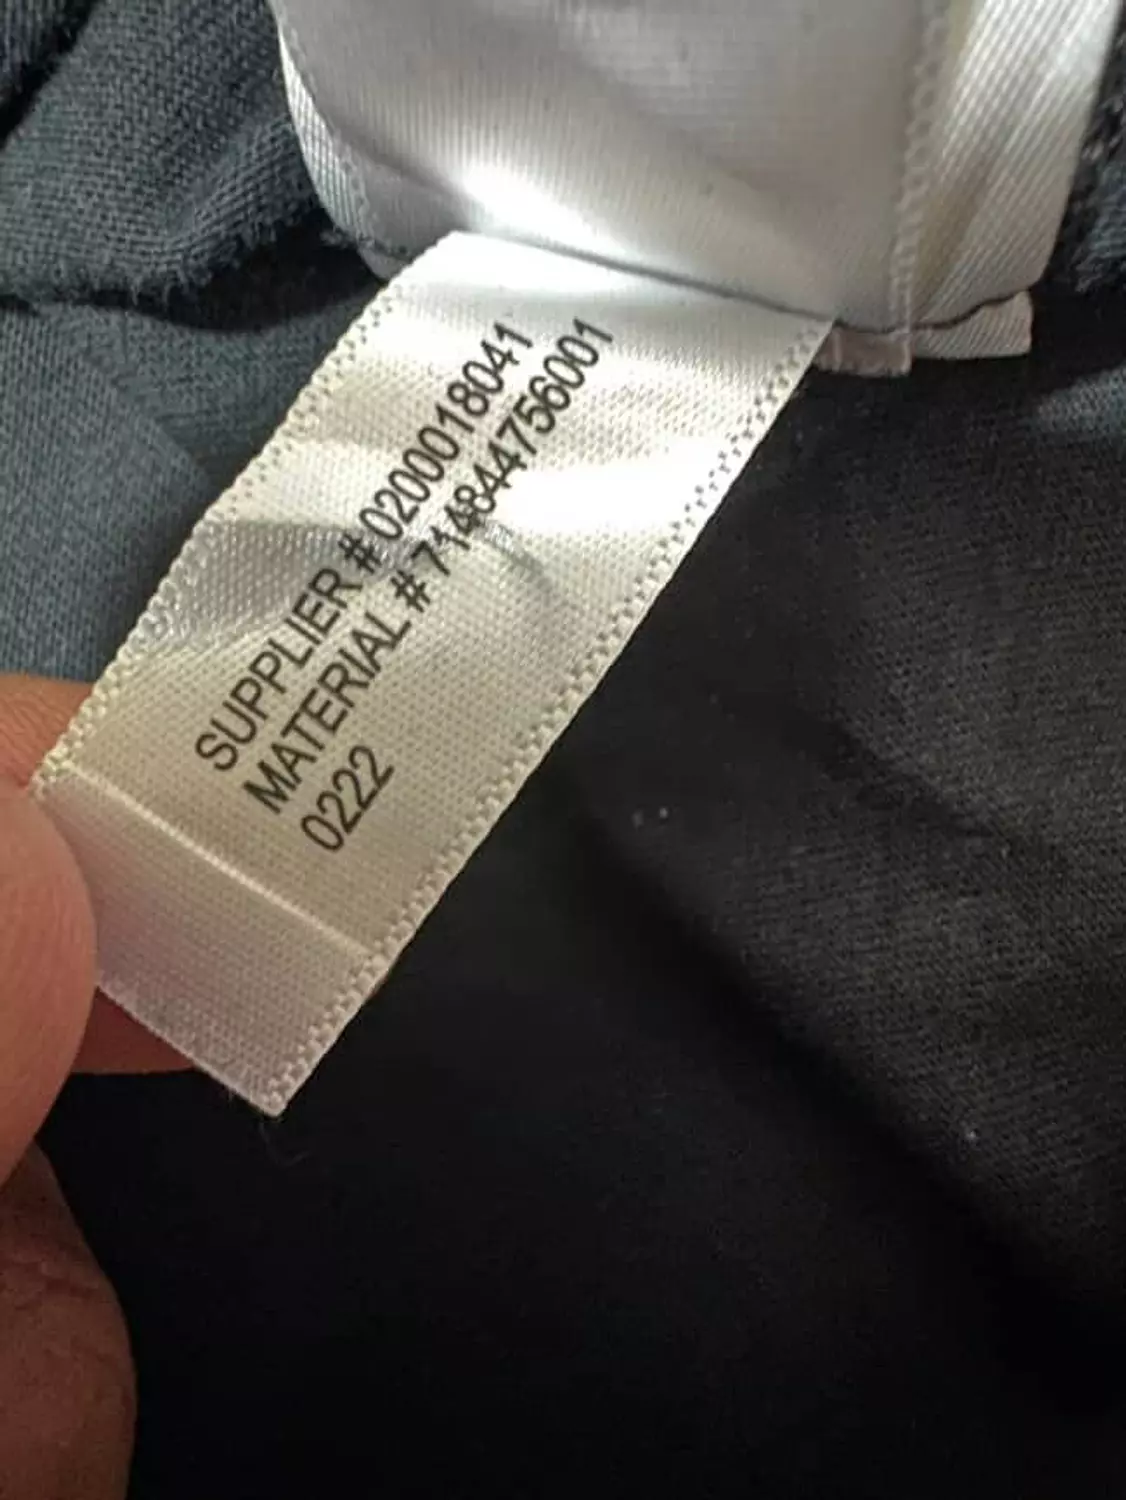 SUPPLIER # 0200018041
MATERIAL # 714844756001
0222